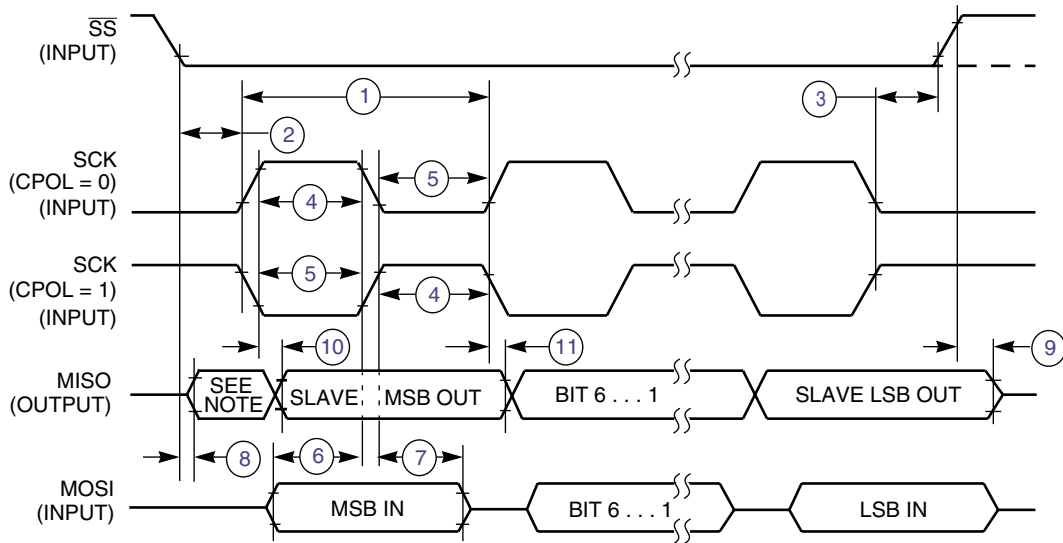 SS
(INPUT)
1
3
2
SCK
(CPOL = 0)
(INPUT)
5
4
SCK
(CPOL = 1)
(INPUT)
5
4
10
11
9
MISO
(OUTPUT)
SEE
NOTE
SLAVE
MSB OUT
BIT 6 . . . 1
SLAVE LSB OUT
8
6
7
MOSI
(INPUT)
MSB IN
BIT 6 . . . 1
LSB IN